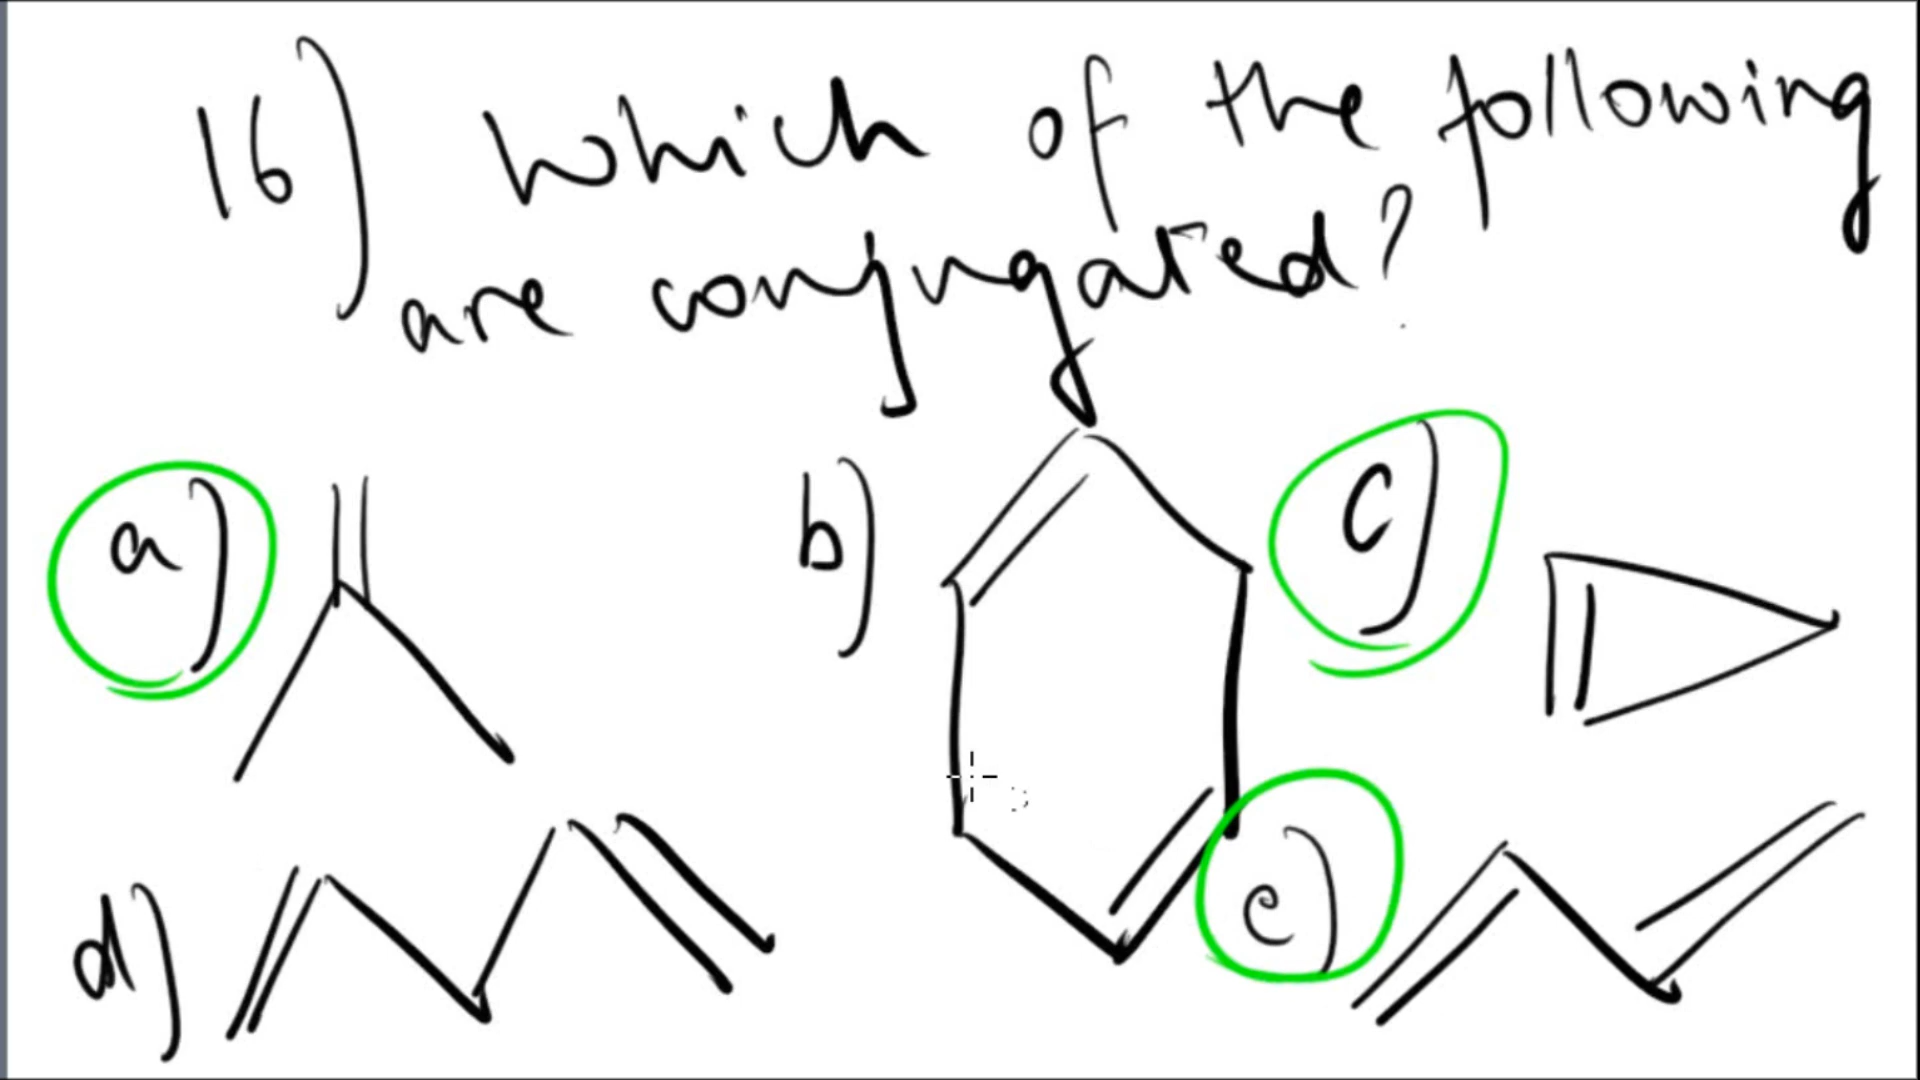 16) Which of the following
are conjugated?
a) b) c)
d) e)